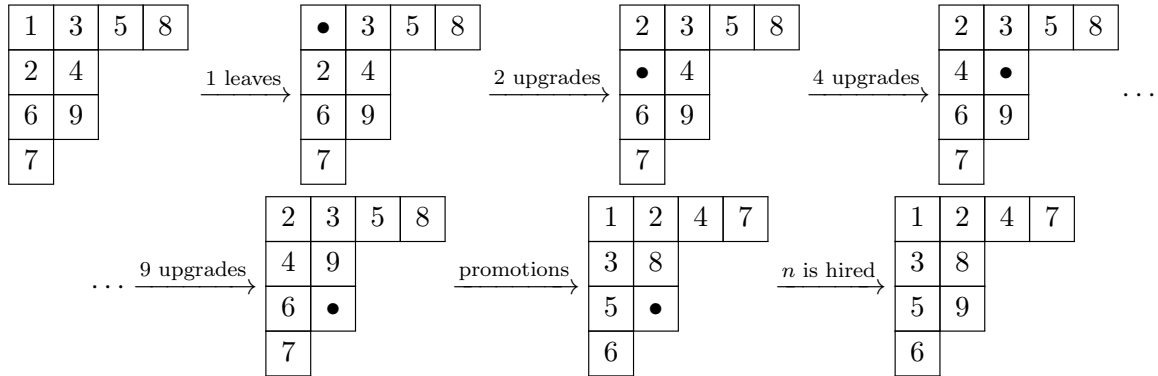 1 3 5 8 • 3 5 8 2 3 5 8 2 3 5 8
2 4 1 leaves 2 4 2 upgrades • 4 4 upgrades 4 •
6 9 6 9 6 9 6 9 ⋯
7 7 7 7
2 3 5 8 1 2 4 7 1 2 4 7
⋯ 9 upgrades 4 9 promotions 3 8 n is hired 3 8
6 • 5 • 5 9
7 6 6